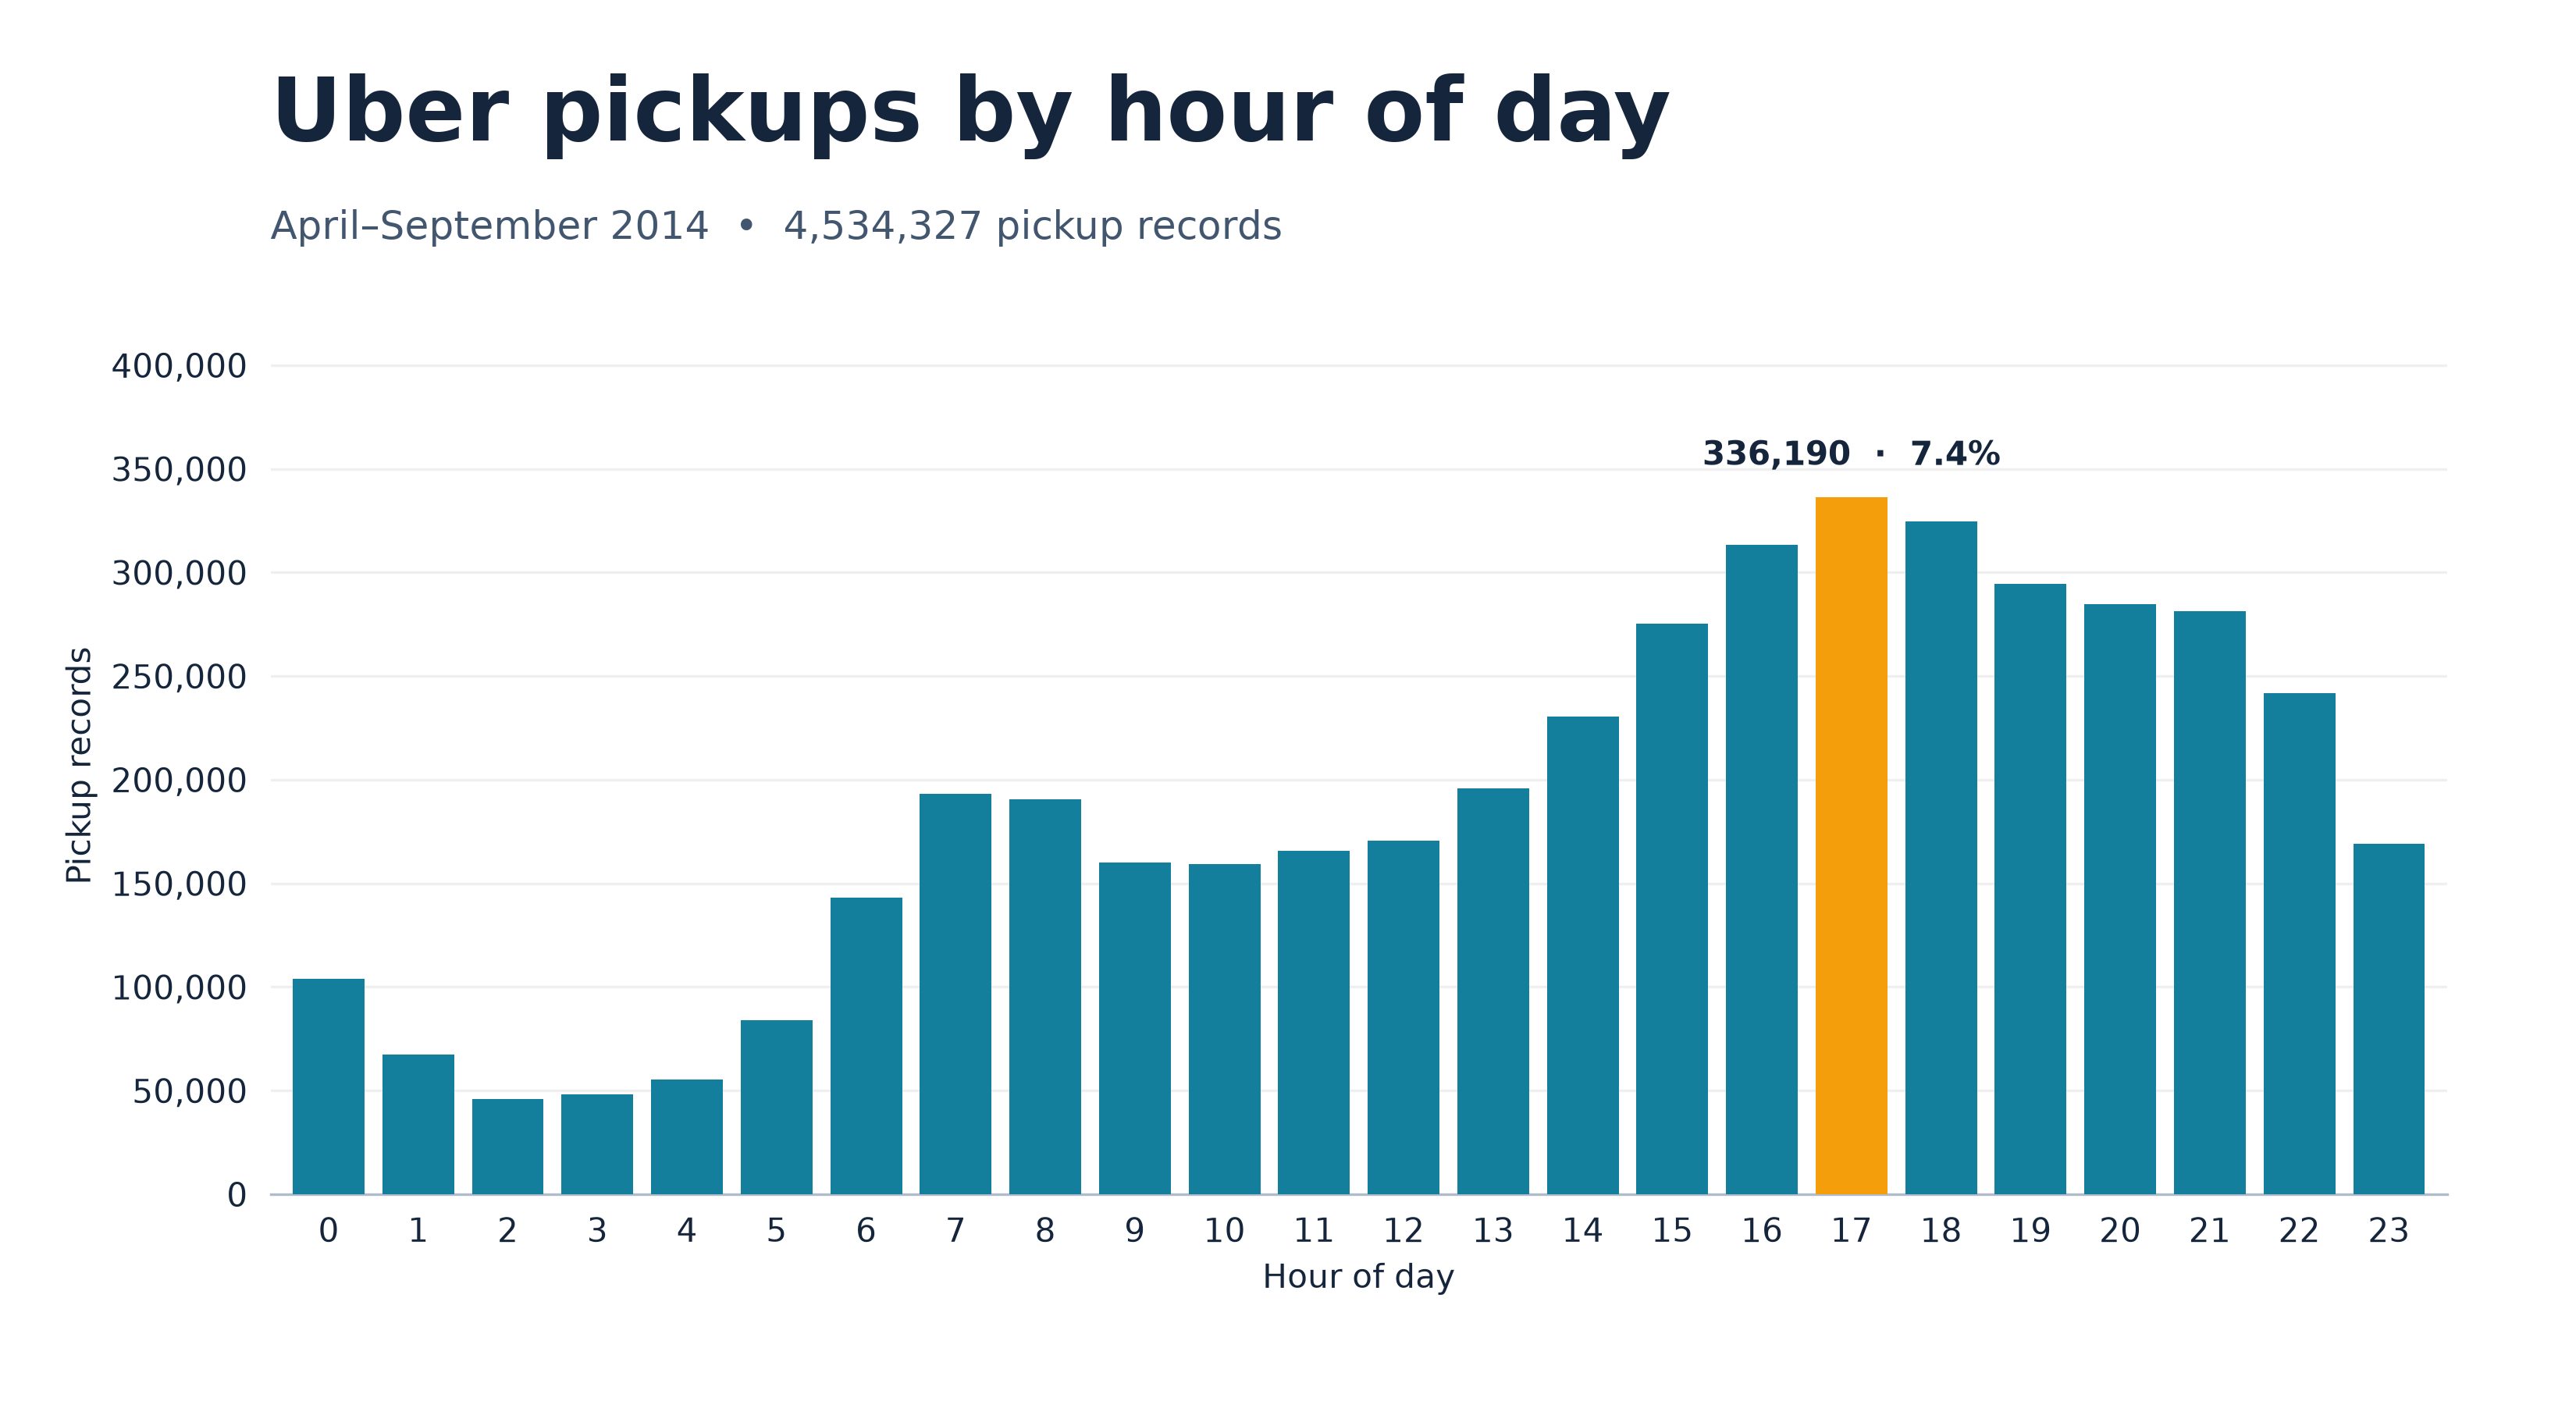 Uber pickups by hour of day
April–September 2014 • 4,534,327 pickup records
400,000
336,190 · 7.4%
350,000
300,000
250,000
Pickup records
200,000
150,000
100,000
50,000
0
0 1 2 3 4 5 6 7 8 9 10 11 12 13 14 15 16 17 18 19 20 21 22 23
Hour of day